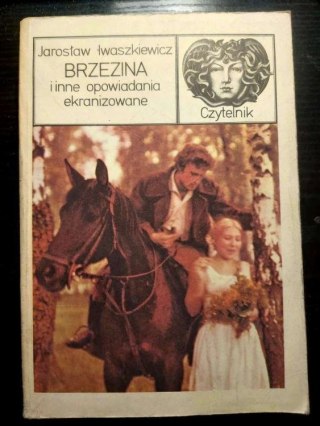 Jarosław Iwaszkiewicz
BRZEZINA
i inne opowiadania
ekranizowane
Czytelnik